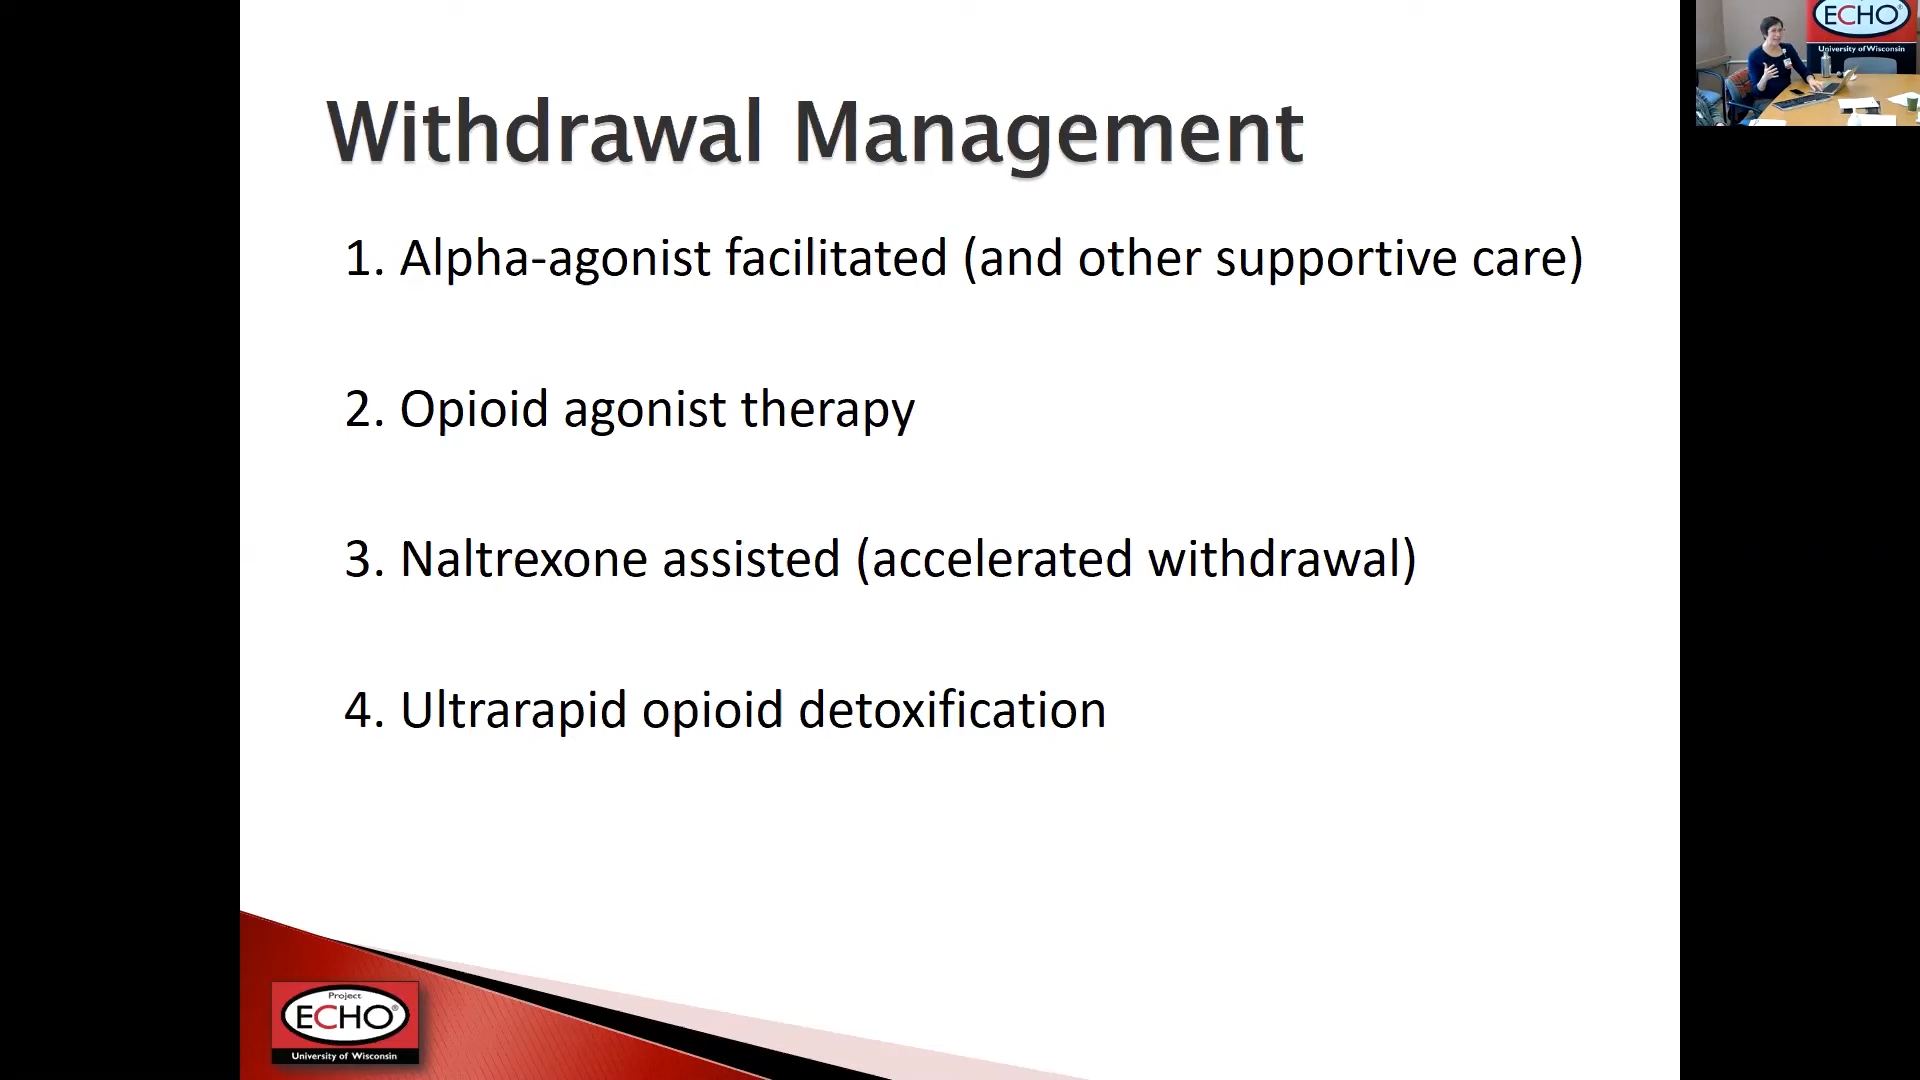 ECHO®
University of Wisconsin
Withdrawal Management
1. Alpha-agonist facilitated (and other supportive care)
2. Opioid agonist therapy
3. Naltrexone assisted (accelerated withdrawal)
4. Ultrarapid opioid detoxification
Project
ECHO®
University of Wisconsin